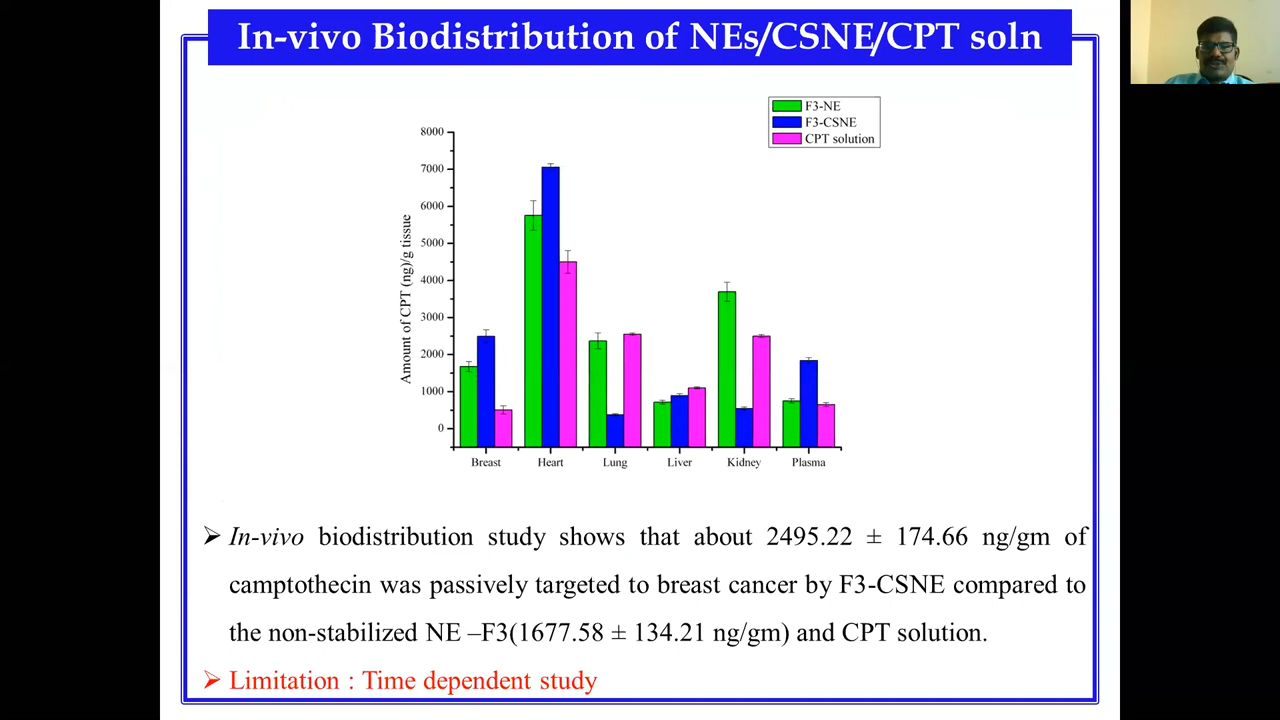 In-vivo Biodistribution of NEs/CSNE/CPT soln
F3-NE
F3-CSNE
CPT solution
8000
7000
6000
5000
4000
3000
2000
1000
0
Amount of CPT (ng)/g tissue
Breast Heart Lung Liver Kidney Plasma
➢ In-vivo biodistribution study shows that about 2495.22 ± 174.66 ng/gm of
camptothecin was passively targeted to breast cancer by F3-CSNE compared to
the non-stabilized NE –F3(1677.58 ± 134.21 ng/gm) and CPT solution.
➢ Limitation : Time dependent study